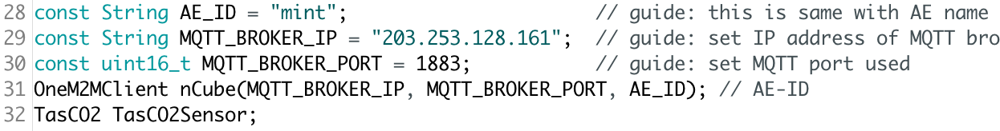 28 const String AE_ID = "mint"; // guide: this is same with AE name
29 const String MQTT_BROKER_IP = "203.253.128.161"; // guide: set IP address of MQTT bro
30 const uint16_t MQTT_BROKER_PORT = 1883; // guide: set MQTT port used
31 OneM2MClient nCube(MQTT_BROKER_IP, MQTT_BROKER_PORT, AE_ID); // AE-ID
32 TasCO2 TasCO2Sensor;